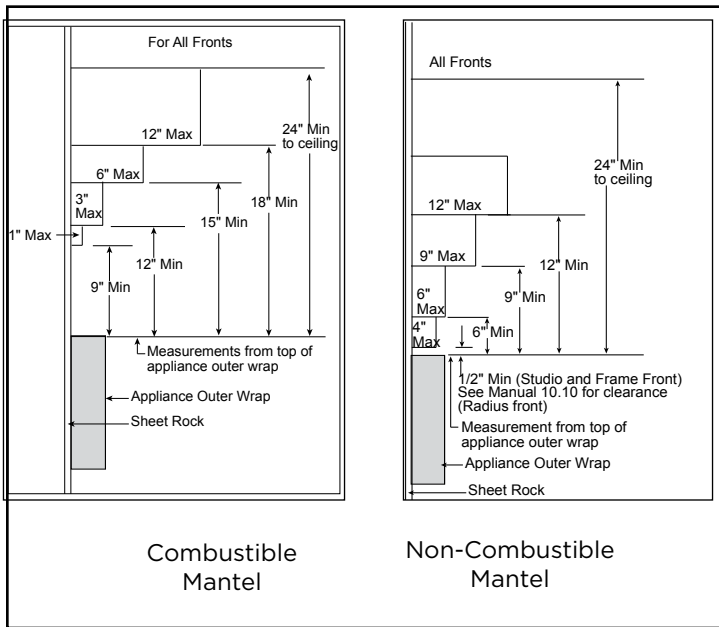 For All Fronts
24" Min
to ceiling
12" Max
6" Max
18" Min
3"
Max
15" Min
1" Max
12" Min
9" Min
Measurements from top of
appliance outer wrap
Appliance Outer Wrap
Sheet Rock
Combustible
Mantel
All Fronts
24" Min
to ceiling
12" Max
12" Min
9" Max
9" Min
6"
Max
4"
Max
6" Min
1/2" Min (Studio and Frame Front)
See Manual 10.10 for clearance
(Radius front)
Measurement from top of
appliance outer wrap
Appliance Outer Wrap
Sheet Rock
Non-Combustible
Mantel